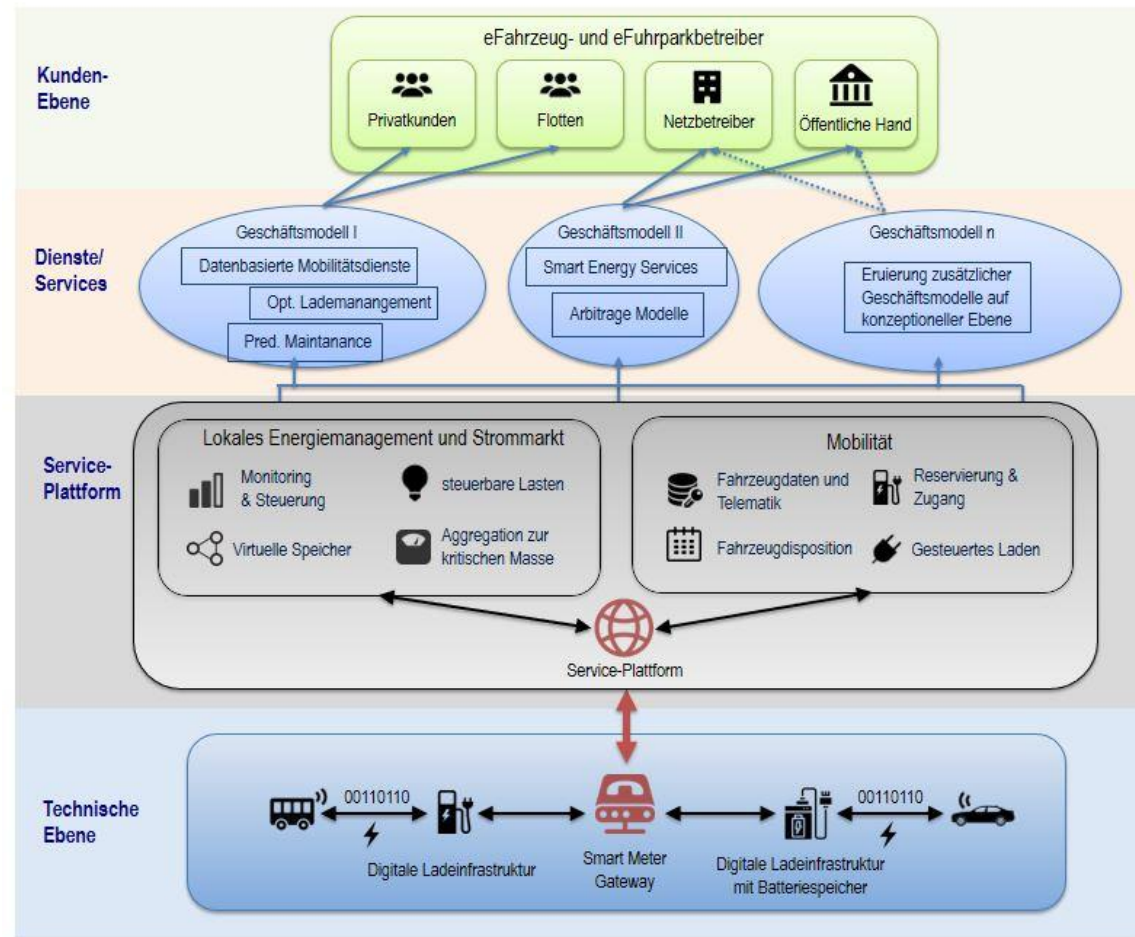 eFahrzeug- und eFuhrparkbetreiber
Kunden-
Ebene
Privatkunden
Flotten
Netzbetreiber
Öffentliche Hand
Dienste/
Services
Geschäftsmodell I
Datenbasierte Mobilitätsdienste
Opt. Lademanangement
Pred. Maintanance
Geschäftsmodell II
Smart Energy Services
Arbitrage Modelle
Geschäftsmodell n
Eruierung zusätzlicher
Geschäftsmodelle auf
konzeptioneller Ebene
Service-
Plattform
Lokales Energiemanagement und Strommarkt
Monitoring
& Steuerung
steuerbare Lasten
Virtuelle Speicher
Aggregation zur
kritischen Masse
Mobilität
Fahrzeugdaten und
Telematik
Reservierung &
Zugang
Fahrzeugdisposition
Gesteuertes Laden
Service-Plattform
Technische
Ebene
00110110
Digitale Ladeinfrastruktur
Smart Meter
Gateway
00110110
Digitale Ladeinfrastruktur
mit Batteriespeicher